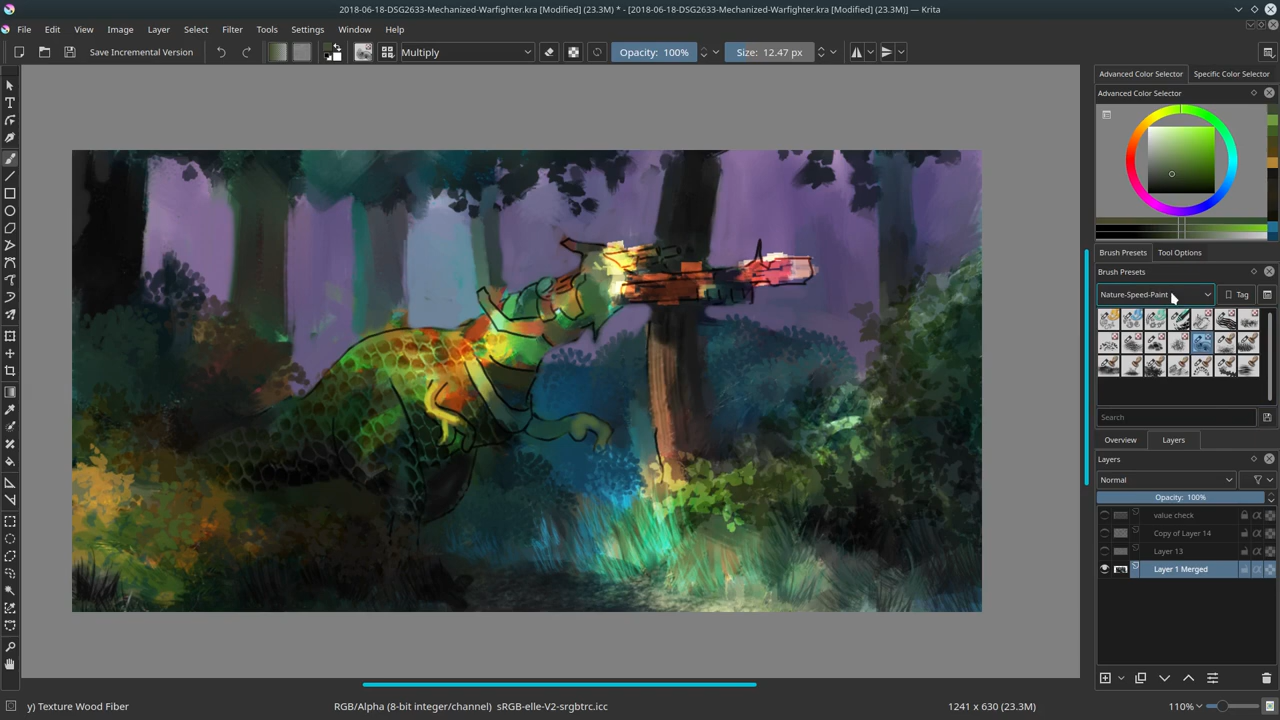 2018-06-18-DSG2633-Mechanized-Warfighter.kra [Modified] (23.3M) * - [2018-06-18-DSG2633-Mechanized-Warfighter.kra [Modified] (23.3M)] — Krita
File Edit View Image Layer Select Filter Tools Settings Window Help
Save Incremental Version Multiply Opacity: 100% Size: 12.47 px
Advanced Color Selector Specific Color Selector
Advanced Color Selector
Brush Presets Tool Options
Brush Presets
Nature-Speed-Paint Tag
Search
Overview Layers
Layers
Normal
Opacity: 100%
value check
Copy of Layer 14
Layer 13
Layer 1 Merged
y) Texture Wood Fiber RGB/Alpha (8-bit integer/channel) sRGB-elle-V2-srgbtrc.icc 1241 x 630 (23.3M) 110%